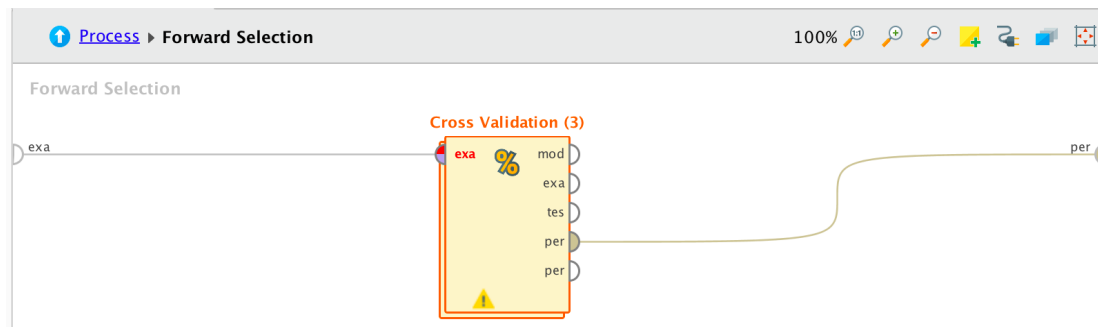 Process ▸ Forward Selection
100%
Forward Selection
Cross Validation (3)
exa
exa
%
mod
exa
tes
per
per
per